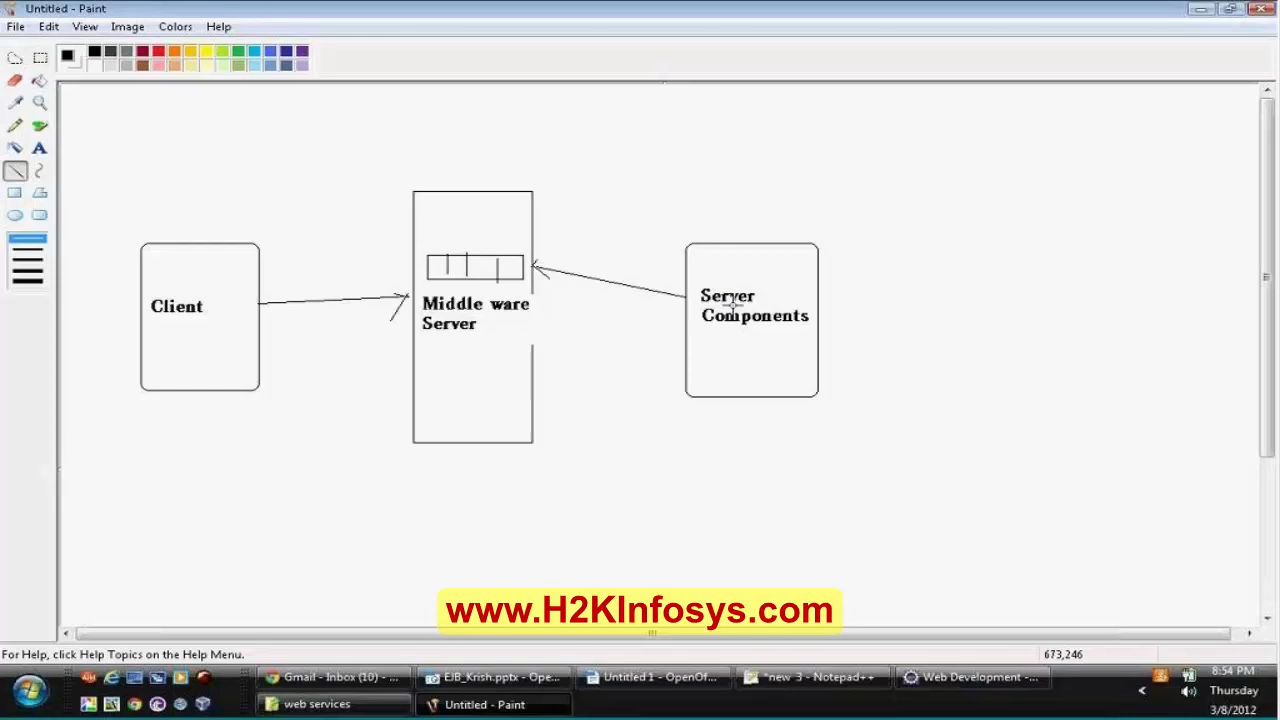 Untitled - Paint
File Edit View Image Colors Help
Client
Middle ware
Server
Server
Components
www.H2KInfosys.com
For Help, click Help Topics on the Help Menu.
673,246
Gmail - Inbox (10) - ...
EJB_Krish.pptx - Ope...
Untitled 1 - OpenOf...
*new 3 - Notepad++
Web Development -...
8:54 PM
web services
Untitled - Paint
Thursday
3/8/2012